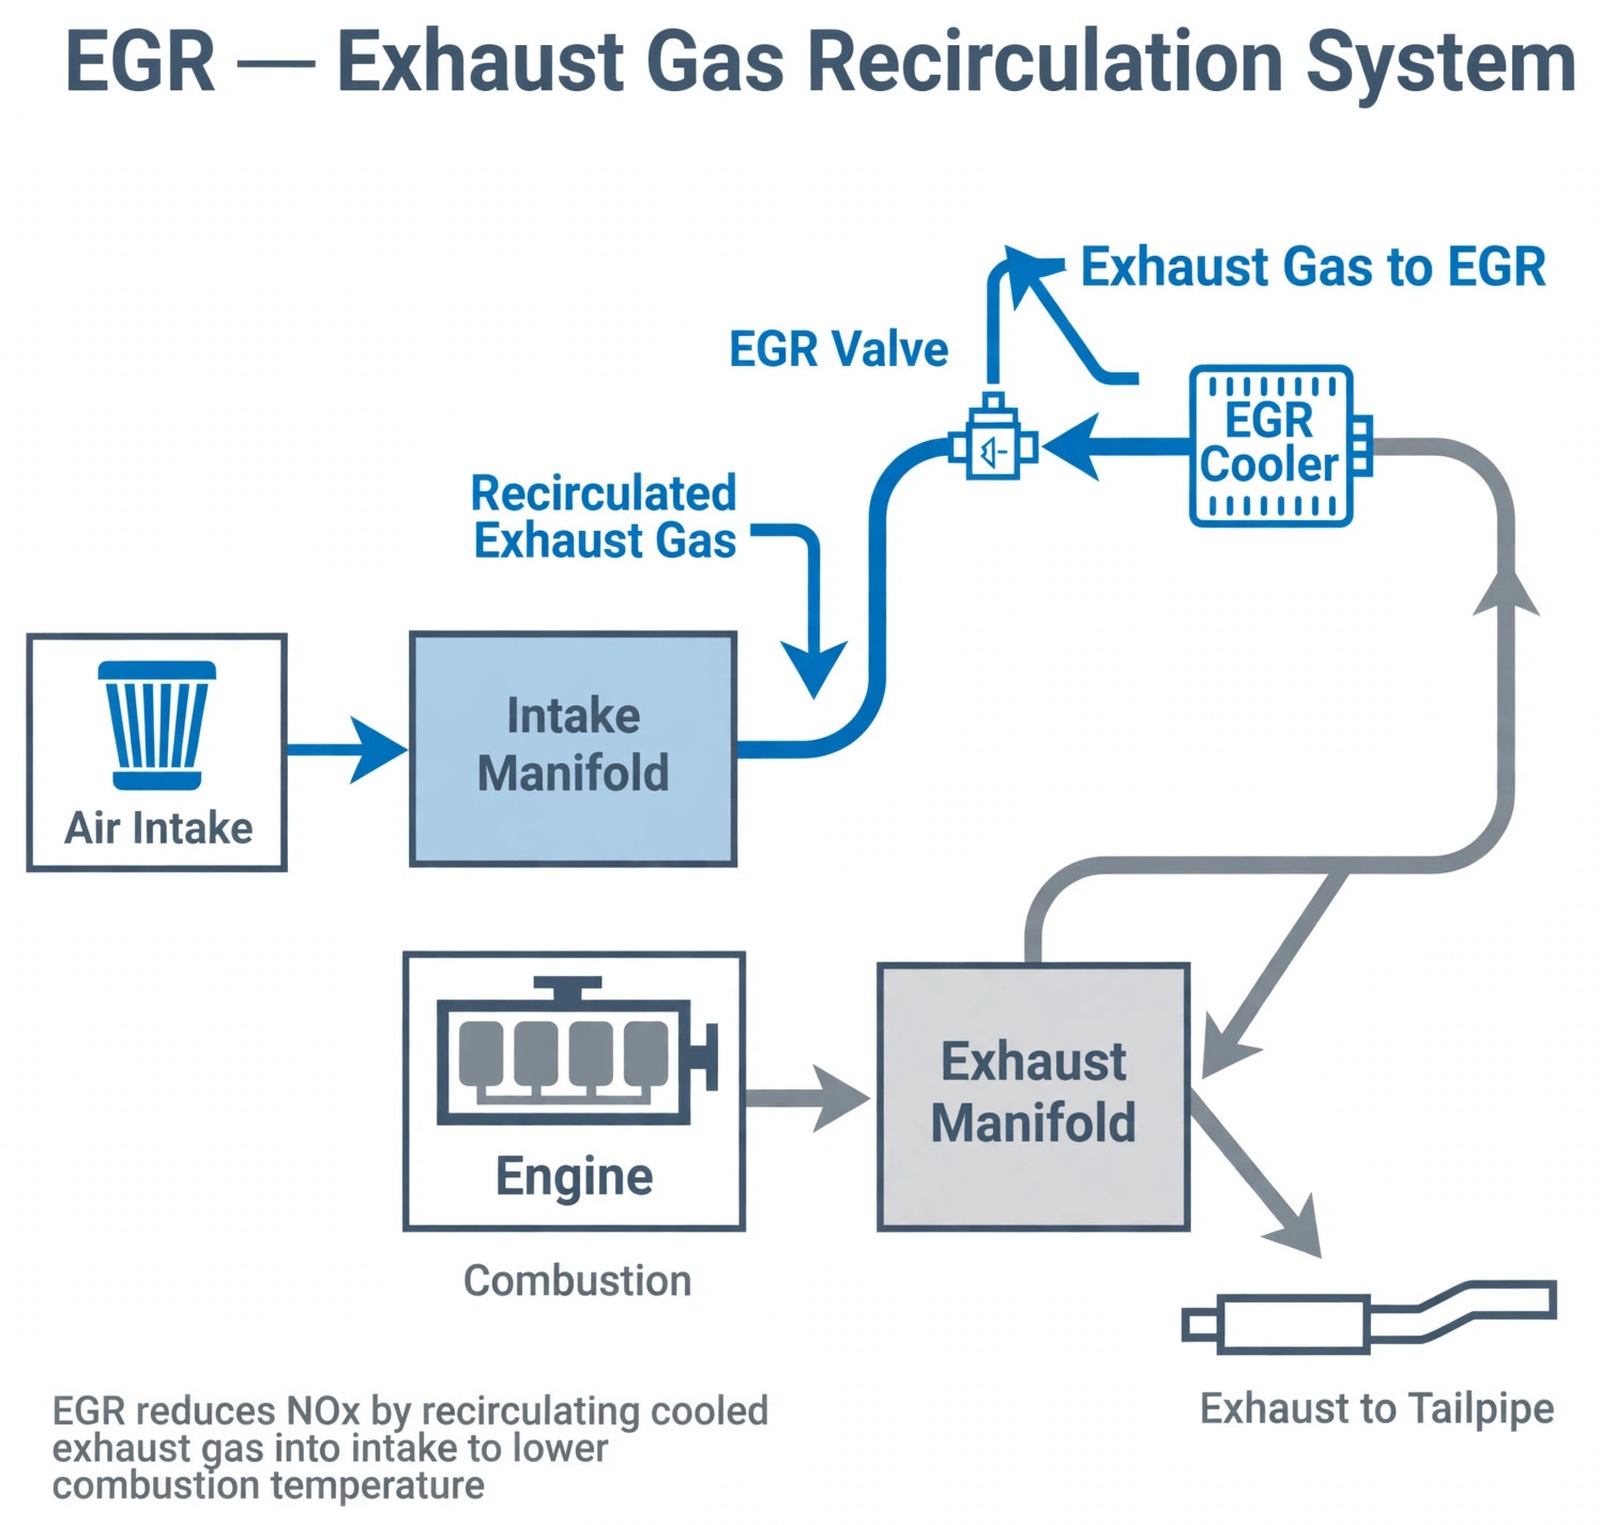 EGR — Exhaust Gas Recirculation System
Exhaust Gas to EGR
EGR Valve
EGR
Cooler
Recirculated
Exhaust Gas
Intake
Manifold
Air Intake
Exhaust
Manifold
Engine
Combustion
Exhaust to Tailpipe
EGR reduces NOx by recirculating cooled
exhaust gas into intake to lower
combustion temperature